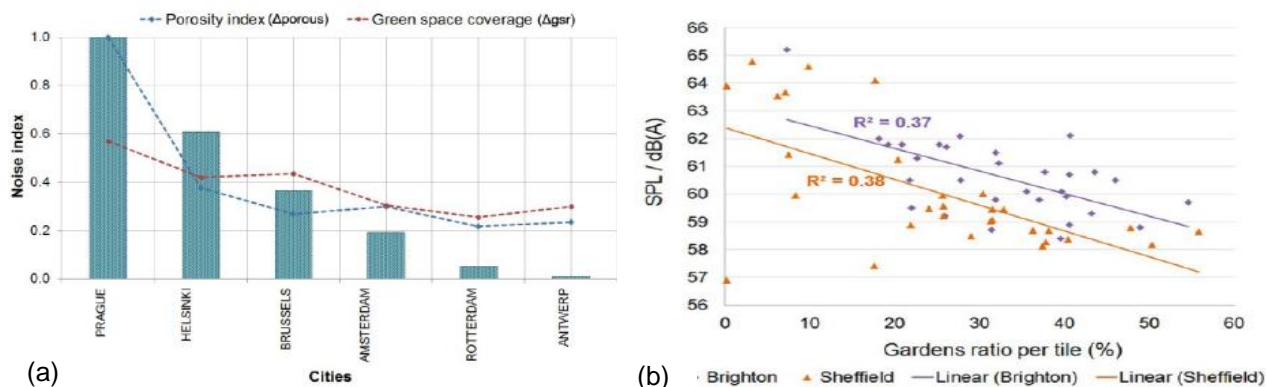 Porosity index (Δporous)
Green space coverage (Δgsr)
1.0
0.8
0.6
0.4
0.2
0.0
Noise index
PRAGUE
HELSINKI
BRUSSELS
AMSTERDAM
ROTTERDAM
ANTWERP
Cities
(a)
66
65
64
63
62
61
60
59
58
57
56
SPL / dB(A)
R² = 0.37
R² = 0.38
0 10 20 30 40 50 60
Gardens ratio per tile (%)
Brighton Sheffield Linear (Brighton) Linear (Sheffield)
(b)